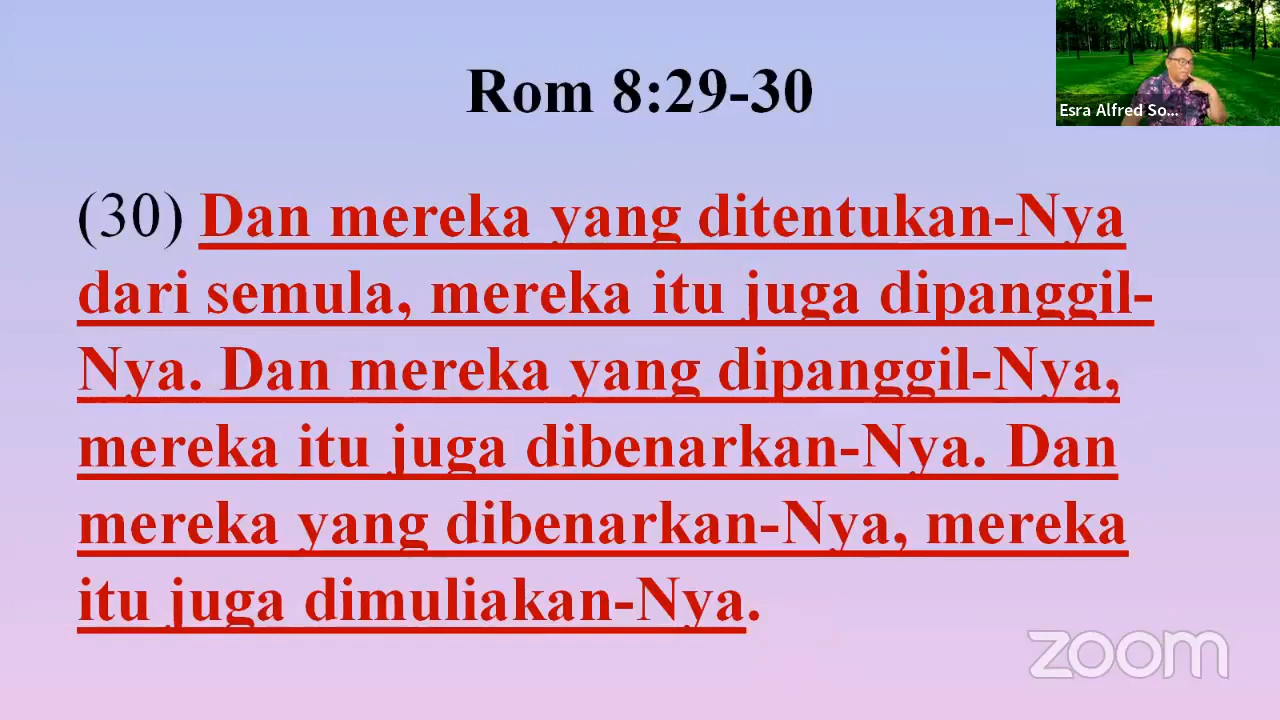 Rom 8:29-30
Esra Alfred So...
(30) Dan mereka yang ditentukan-Nya
dari semula, mereka itu juga dipanggil-
Nya. Dan mereka yang dipanggil-Nya,
mereka itu juga dibenarkan-Nya. Dan
mereka yang dibenarkan-Nya, mereka
itu juga dimuliakan-Nya.
zoom